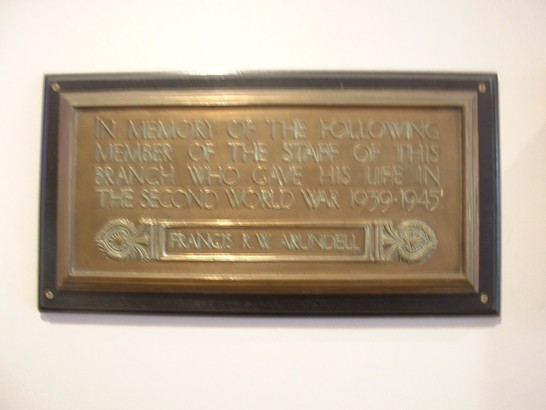 IN MEMORY OF THE FOLLOWING
MEMBER OF THE STAFF OF THIS
BRANCH WHO GAVE HIS LIFE IN
THE SECOND WORLD WAR 1939-1945
FRANCIS R.W. ARUNDELL